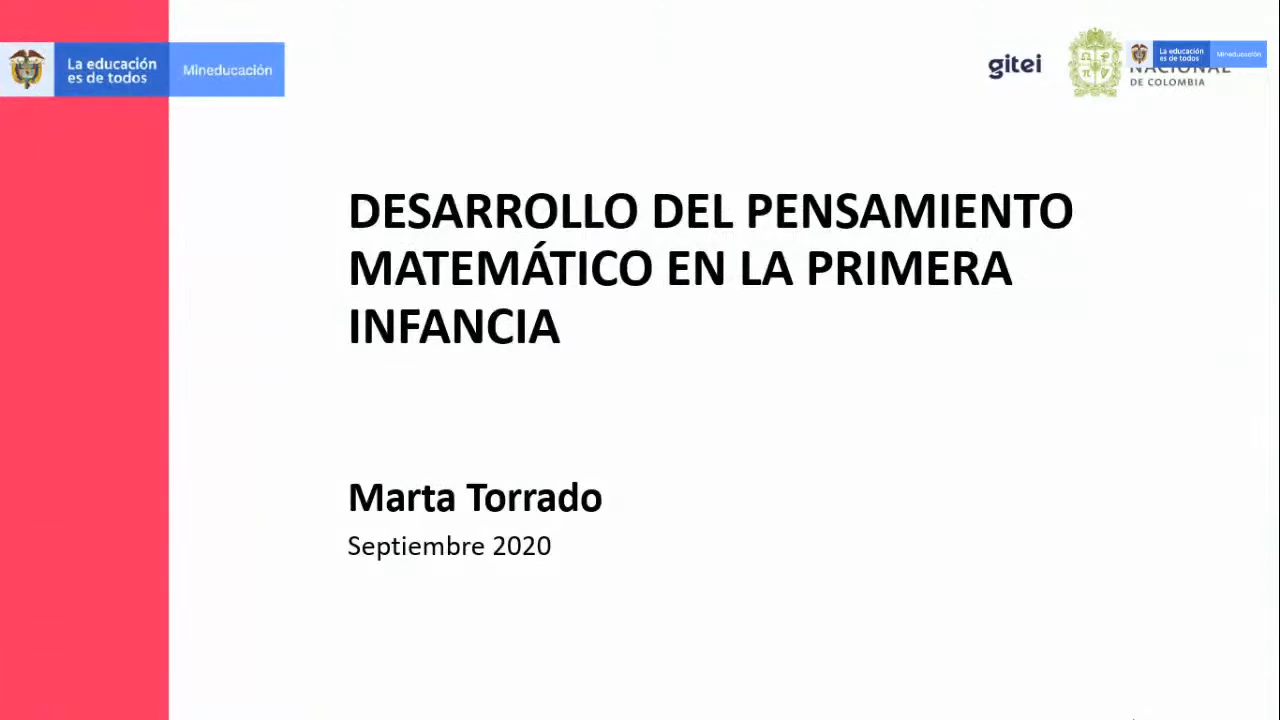 La educación
es de todos
Mineducación
gitei
La educación
es de todos
Mineducación
NACIONAL
DE COLOMBIA
DESARROLLO DEL PENSAMIENTO
MATEMÁTICO EN LA PRIMERA
INFANCIA
Marta Torrado
Septiembre 2020